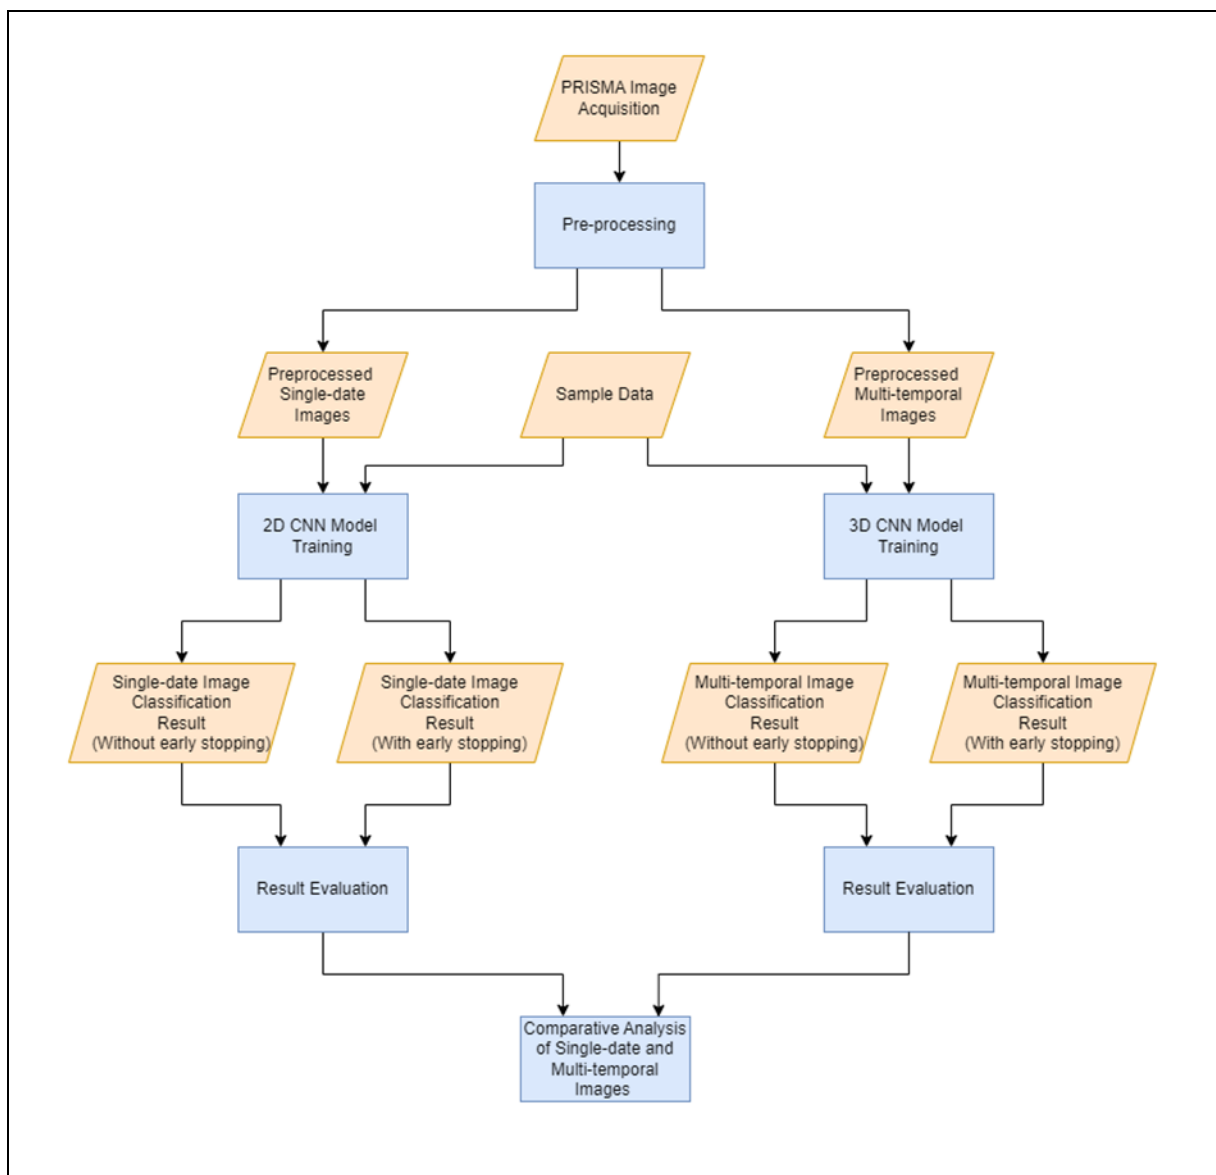 PRISMA Image
Acquisition
Pre-processing
Preprocessed
Single-date
Images
Sample Data
Preprocessed
Multi-temporal
Images
2D CNN Model
Training
3D CNN Model
Training
Single-date Image
Classification
Result
(Without early stopping)
Single-date Image
Classification
Result
(With early stopping)
Multi-temporal Image
Classification
Result
(Without early stopping)
Multi-temporal Image
Classification
Result
(With early stopping)
Result Evaluation
Result Evaluation
Comparative Analysis
of Single-date and
Multi-temporal
Images